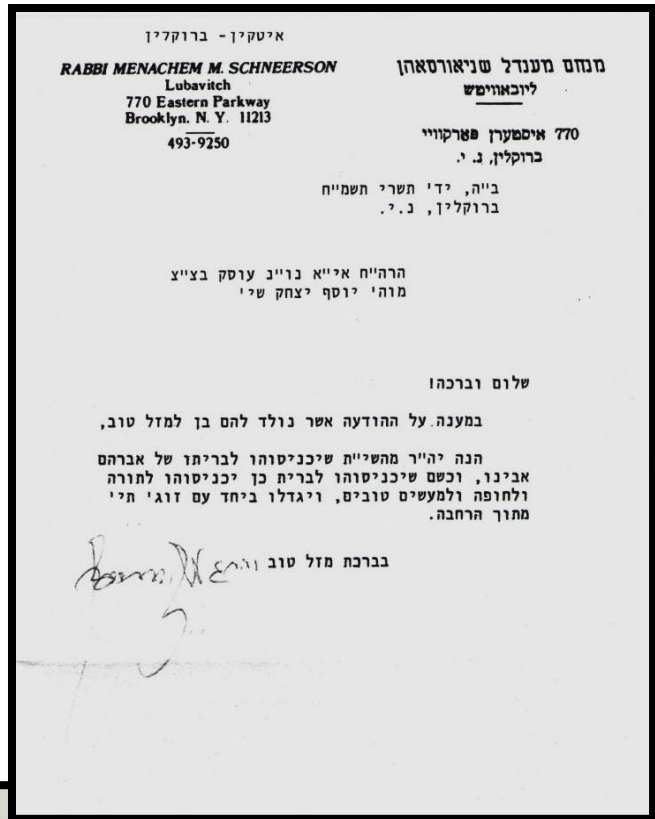 איטקין- ברוקלין
RABBI MENACHEM M. SCHNEERSON
Lubavitch
770 Eastern Parkway
Brooklyn. N. Y. 11213
493-9250
מנחם מענדל שניאורסאהן
ליובאוויטש
770 איסטערן פארקוויי
ברוקלין, נ. י.
ב"ה, יד' תשרי תשמ"ח
ברוקלין, נ.י.
הרה"ח אי"א נו"נ עוסק בצ"צ
מוה' יוסף יצחק שי'
שלום וברכה!
במענה על ההודעה אשר נולד להם בן למזל טוב,
הנה יה"ר מהשי"ת שיכניסוהו לבריתו של אברהם
אבינו, וכשם שיכניסוהו לברית כן יכניסוהו לתורה
ולחופה ולמעשים טובים, ויגדלו ביחד עם זוג' תי'
מתוך הרחבה.
בברכת מזל טוב